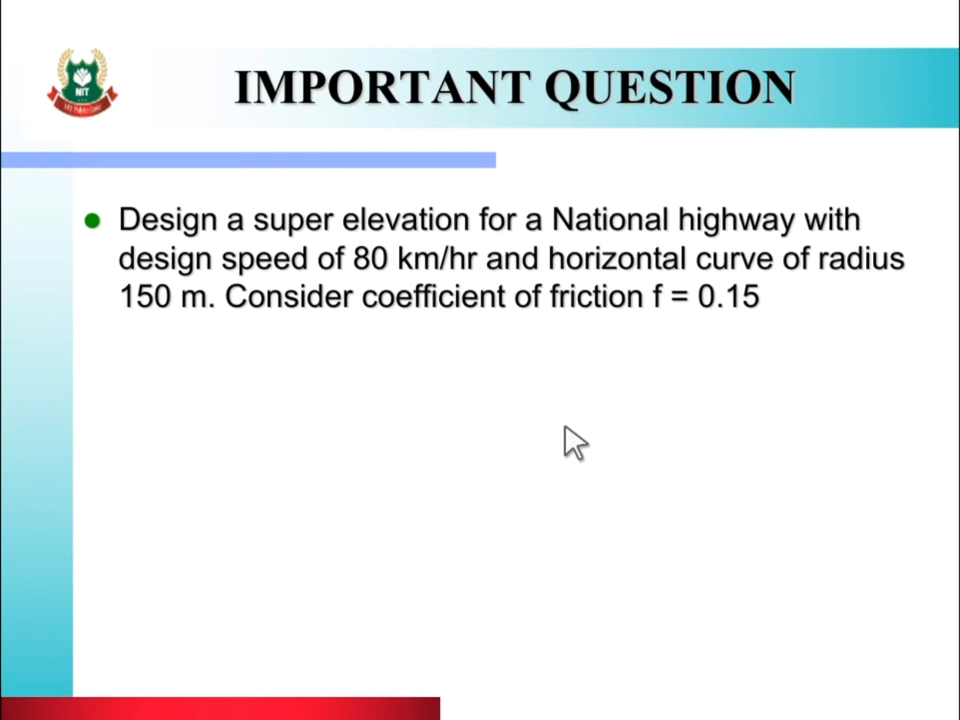 NIT
IMPORTANT QUESTION
Design a super elevation for a National highway with
design speed of 80 km/hr and horizontal curve of radius
150 m. Consider coefficient of friction f = 0.15